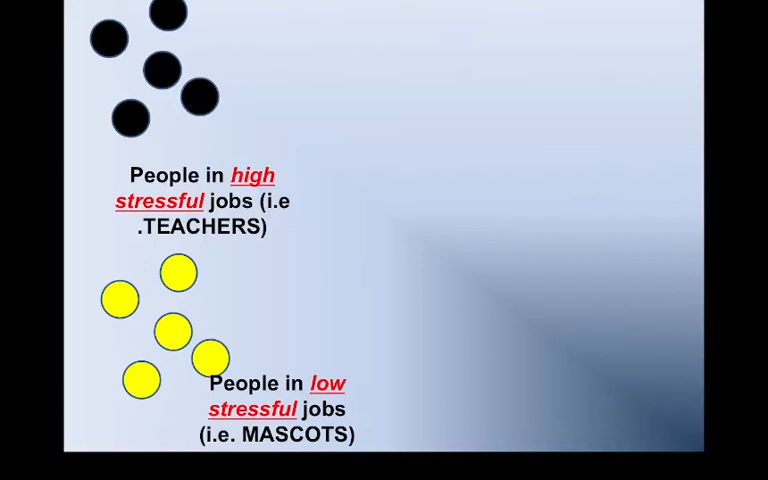 People in high
stressful jobs (i.e
.TEACHERS)
People in low
stressful jobs
(i.e. MASCOTS)